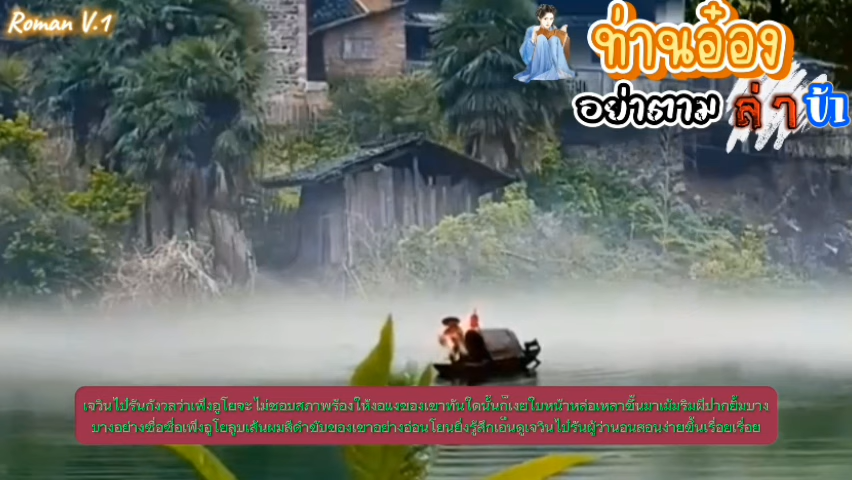 Roman V.1
ท่านอ๋อง
อย่าตาม ล่า ข้า
เจวินไป๋รันกังวลว่าเฟิงอูโยจะไม่ชอบสภาพร้องให้งอแงของเขาทันใดนั้นก็เงยใบหน้าหล่อเหลาขึ้นมาเม้มริมฝีปากยิ้มบาง
บางอย่างซื่อซื่อเฟิงอูโยลูบเส้นผมสีดำขับของเขาอย่างอ่อนโยนยิ่งรู้สึกเอ็นดูเจวินไป๋รันผู้ว่านอนสอนง่ายขึ้นเรื่อยเรื่อย